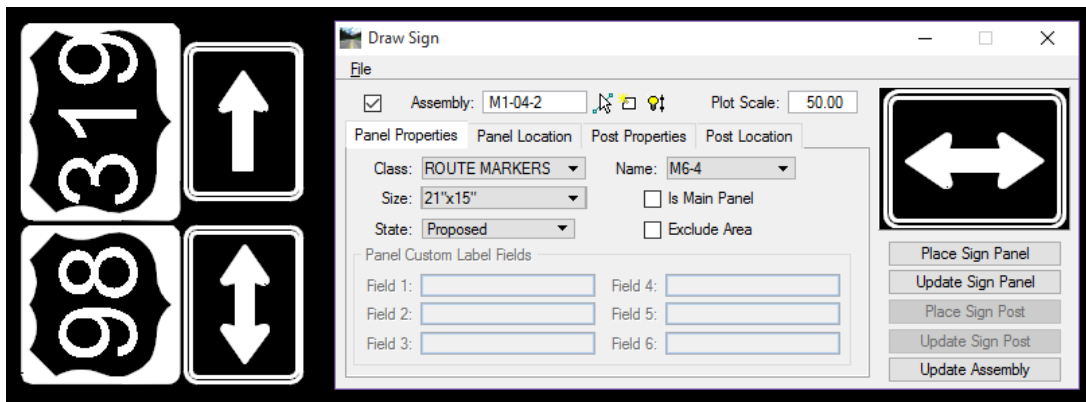 319
98
Draw Sign
File
Assembly: M1-04-2 Plot Scale: 50.00
Panel Properties Panel Location Post Properties Post Location
Class: ROUTE MARKERS Name: M6-4
Size: 21"x15" Is Main Panel
State: Proposed Exclude Area
Panel Custom Label Fields
Field 1: Field 4:
Field 2: Field 5:
Field 3: Field 6:
Place Sign Panel
Update Sign Panel
Place Sign Post
Update Sign Post
Update Assembly